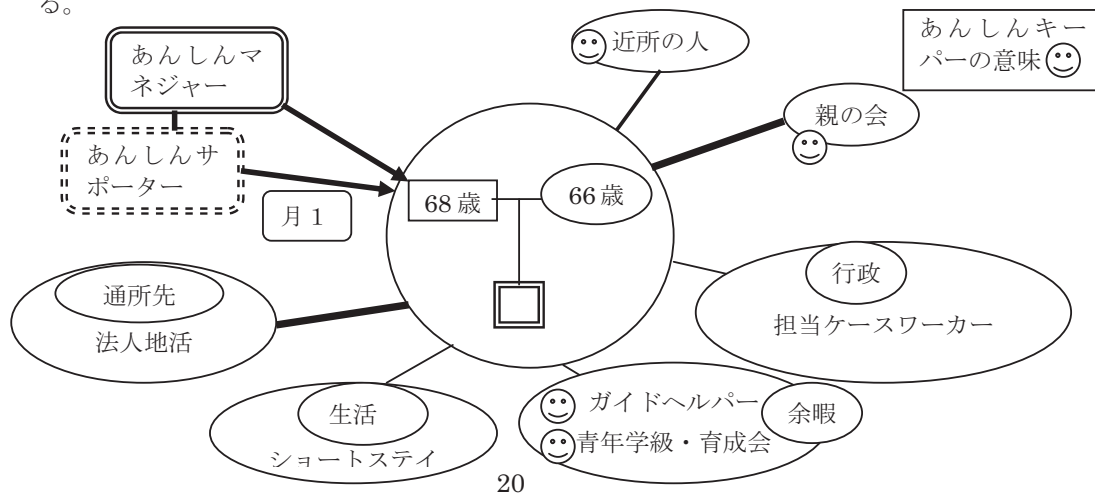 る。
あんしんマ
ネジャー
近所の人
あんしんキー
パーの意味
親の会
あんしんサ
ポーター
68歳
66歳
月1
通所先
法人地活
行政
担当ケースワーカー
生活
ショートステイ
ガイドヘルパー
余暇
青年学級・育成会
20